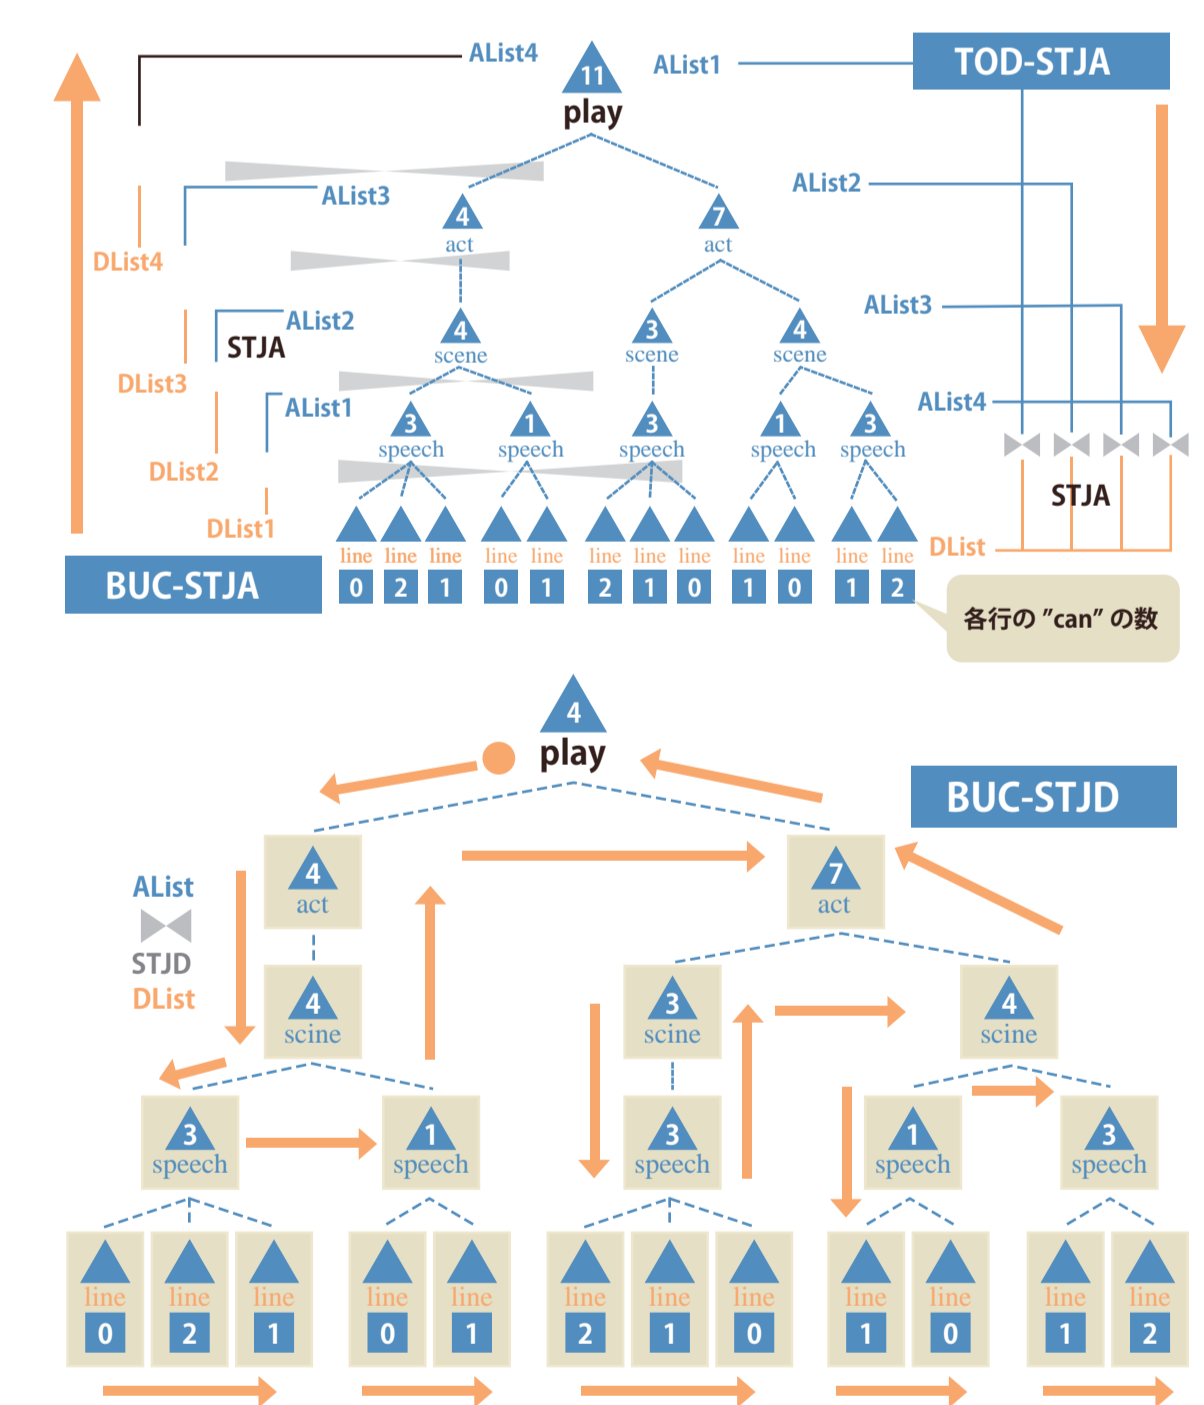 AList4
11
play
AList1
TOD-STJA
AList3
AList2
4
act
7
act
DList4
AList2
STJA
4
scene
3
scene
4
scene
AList3
DList3
AList1
3
speech
1
speech
3
speech
1
speech
3
speech
AList4
DList2
STJA
DList1
line line line line line line line line line line line line
DList
BUC-STJA
0 2 1 0 1 2 1 0 1 0 1 2
各行の ”can” の数
4
play
BUC-STJD
AList
STJD
DList
4
act
7
act
4
scine
3
scine
4
scine
3
speech
1
speech
3
speech
1
speech
3
speech
line line line line line line line line line line line line
0 2 1 0 1 2 1 0 1 0 1 2